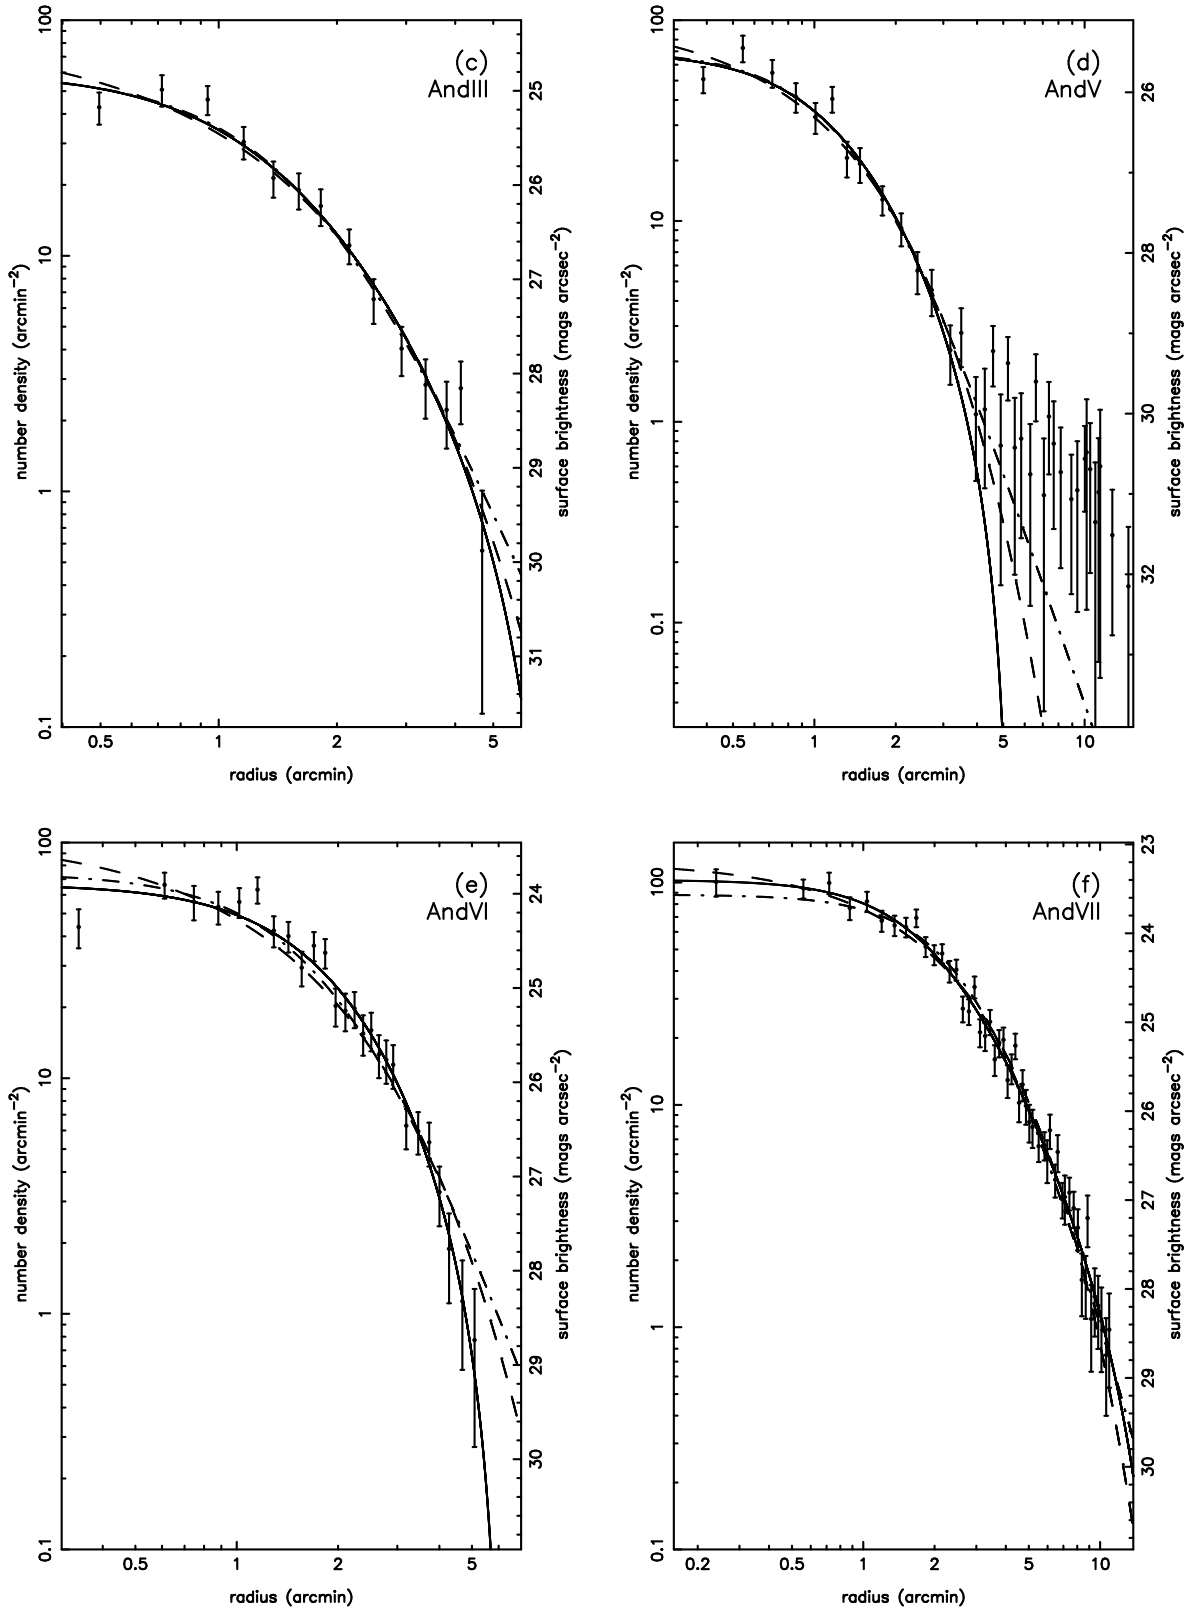 (c)
AndIII
100
10
1
0.1
number density (arcmin−2)
25
26
27
28
29
30
31
surface brightness (mags arcsec−2)
0.5 1 2 5
radius (arcmin)
(d)
AndV
100
10
1
0.1
number density (arcmin−2)
26
28
30
32
surface brightness (mags arcsec−2)
0.5 1 2 5 10
radius (arcmin)
(e)
AndVI
100
10
1
0.1
number density (arcmin−2)
24
25
26
27
28
29
30
surface brightness (mags arcsec−2)
0.5 1 2 5
radius (arcmin)
(f)
AndVII
100
10
1
0.1
number density (arcmin−2)
23
24
25
26
27
28
29
30
surface brightness (mags arcsec−2)
0.2 0.5 1 2 5 10
radius (arcmin)